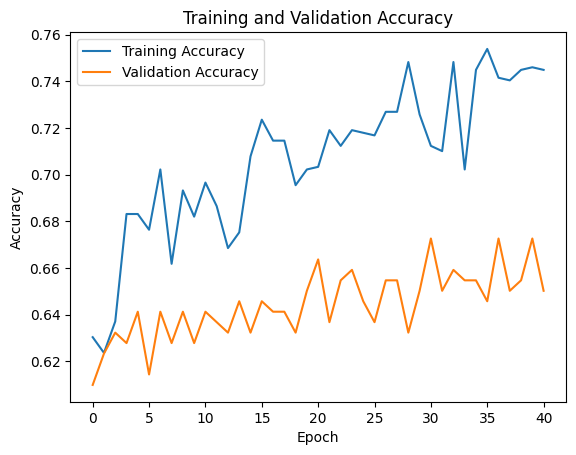 Training and Validation Accuracy
Training Accuracy
Validation Accuracy
Accuracy
0.76
0.74
0.72
0.70
0.68
0.66
0.64
0.62
0 5 10 15 20 25 30 35 40
Epoch